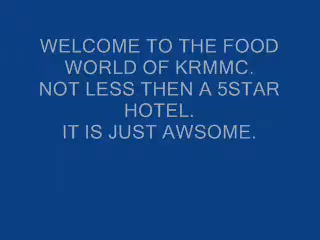 WELCOME TO THE FOOD
WORLD OF KRMMC.
NOT LESS THEN A 5STAR
HOTEL.
IT IS JUST AWSOME.